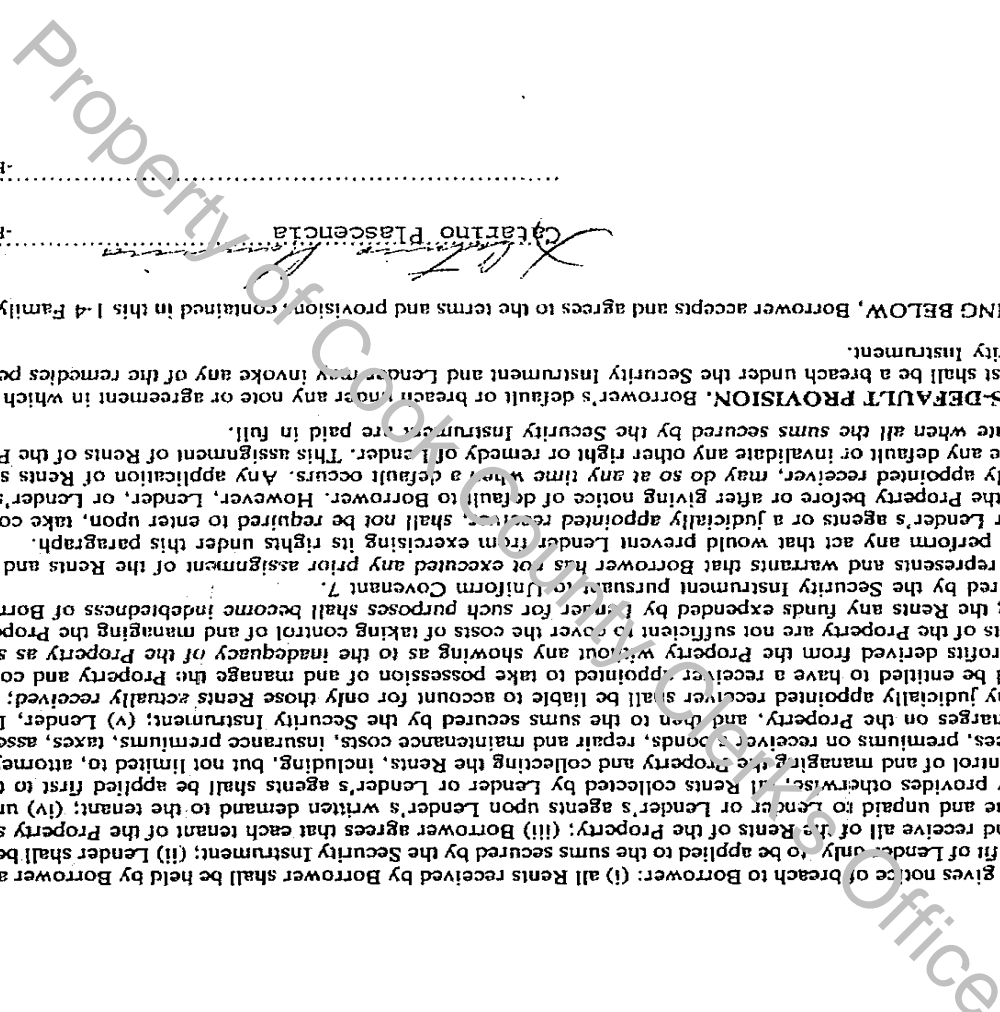 gives notice of breach to Borrower: (i) all Rents received by Borrower shall be held by Borrower a
fit of Lender only, to be applied to the sums secured by the Security Instrument; (ii) Lender shall be
nd receive all of the Rents of the Property; (iii) Borrower agrees that each tenant of the Property s
ue and unpaid to Lender or Lender's agents upon Lender's written demand to the tenant; (iv) un
provides otherwise, all Rents collected by Lender or Lender's agents shall be applied first to t
ntrol of and managing the Property and collecting the Rents, including, but not limited to, attorney
ces, premiums on receiver's bonds, repair and maintenance costs, insurance premiums, taxes, asse
arges on the Property, and then to the sums secured by the Security Instrument; (v) Lender, L
ny judicially appointed receiver shall be liable to account for only those Rents actually received;
l be entitled to have a receiver appointed to take possession of and manage the Property and co
rofits derived from the Property without any showing as to the inadequacy of the Property as s
ts of the Property are not sufficient to cover the costs of taking control of and managing the Prope
g the Rents any funds expended by Lender for such purposes shall become indebtedness of Borr
red by the Security Instrument pursuant to Uniform Covenant 7.
represents and warrants that Borrower has not executed any prior assignment of the Rents and
perform any act that would prevent Lender from exercising its rights under this paragraph.
r Lender's agents or a judicially appointed receiver, shall not be required to enter upon, take co
the Property before or after giving notice of default to Borrower. However, Lender, or Lender's
ly appointed receiver, may do so at any time when a default occurs. Any application of Rents s
e any default or invalidate any other right or remedy of Lender. This assignment of Rents of the P
ate when all the sums secured by the Security Instrument are paid in full.
S-DEFAULT PROVISION. Borrower's default or breach under any note or agreement in which
st shall be a breach under the Security Instrument and Lender may invoke any of the remedies pe
rity Instrument.
ING BELOW, Borrower accepts and agrees to the terms and provisions contained in this 1-4 Family
X Catarino Plascencia
Catarino Plascencia
Property of Cook County Clerk's Office